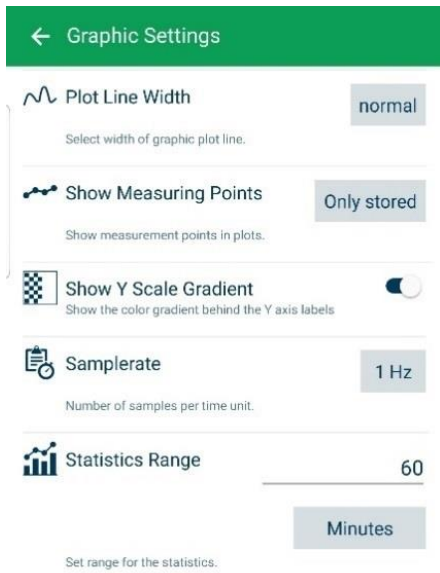 Graphic Settings
Plot Line Width
normal
Select width of graphic plot line.
Show Measuring Points
Only stored
Show measurement points in plots.
Show Y Scale Gradient
Show the color gradient behind the Y axis labels
Samplerate
1 Hz
Number of samples per time unit.
Statistics Range
60
Minutes
Set range for the statistics.